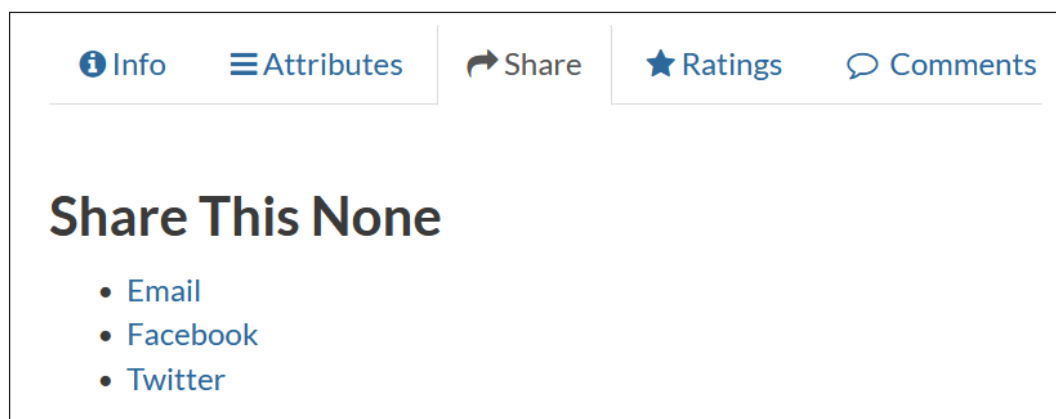 Info Attributes Share Ratings Comments
Share This None
Email
Facebook
Twitter